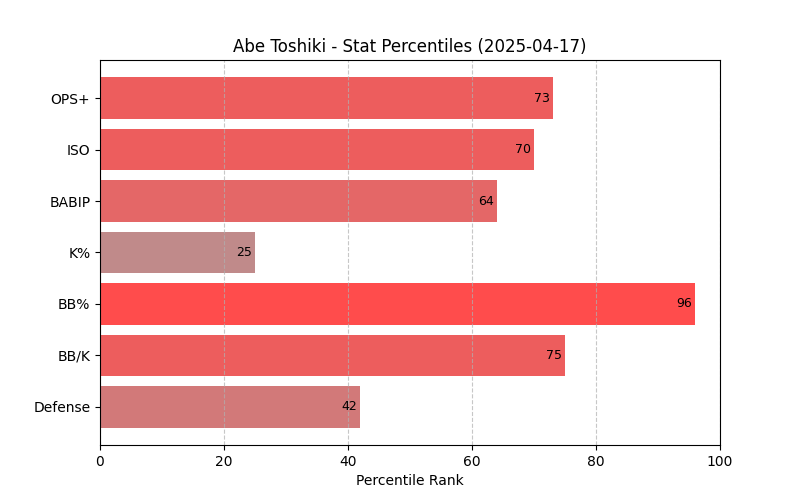 Abe Toshiki - Stat Percentiles (2025-04-17)
OPS+ 73
ISO 70
BABIP 64
K% 25
BB% 96
BB/K 75
Defense 42
0 20 40 60 80 100
Percentile Rank